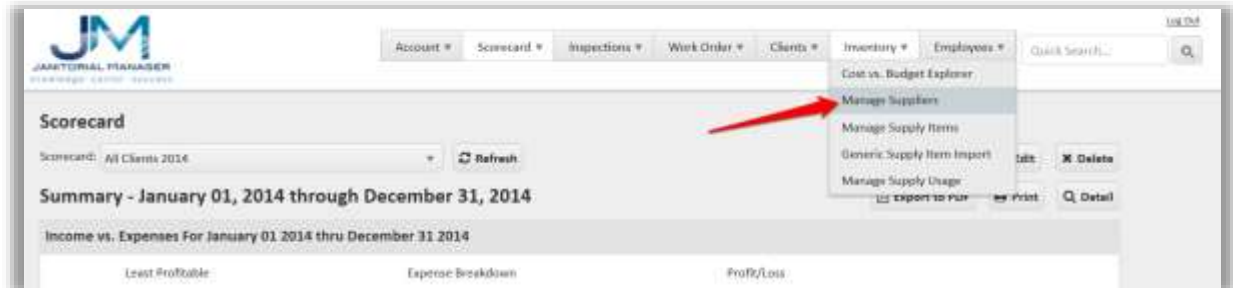 Log Out
JM
JANITORIAL MANAGER
Account Scorecard Inspections Work Order Clients Inventory Employees Quick Search...
Cost vs. Budget Explorer
Manage Suppliers
Manage Supply Items
Generic Supply Item Import
Manage Supply Usage
Scorecard
Scorecard: All Clients 2014 Refresh Edit Delete
Summary - January 01, 2014 through December 31, 2014 Export to PDF Print Detail
Income vs. Expenses For January 01 2014 thru December 31 2014
Least Profitable Expense Breakdown Profit/Loss